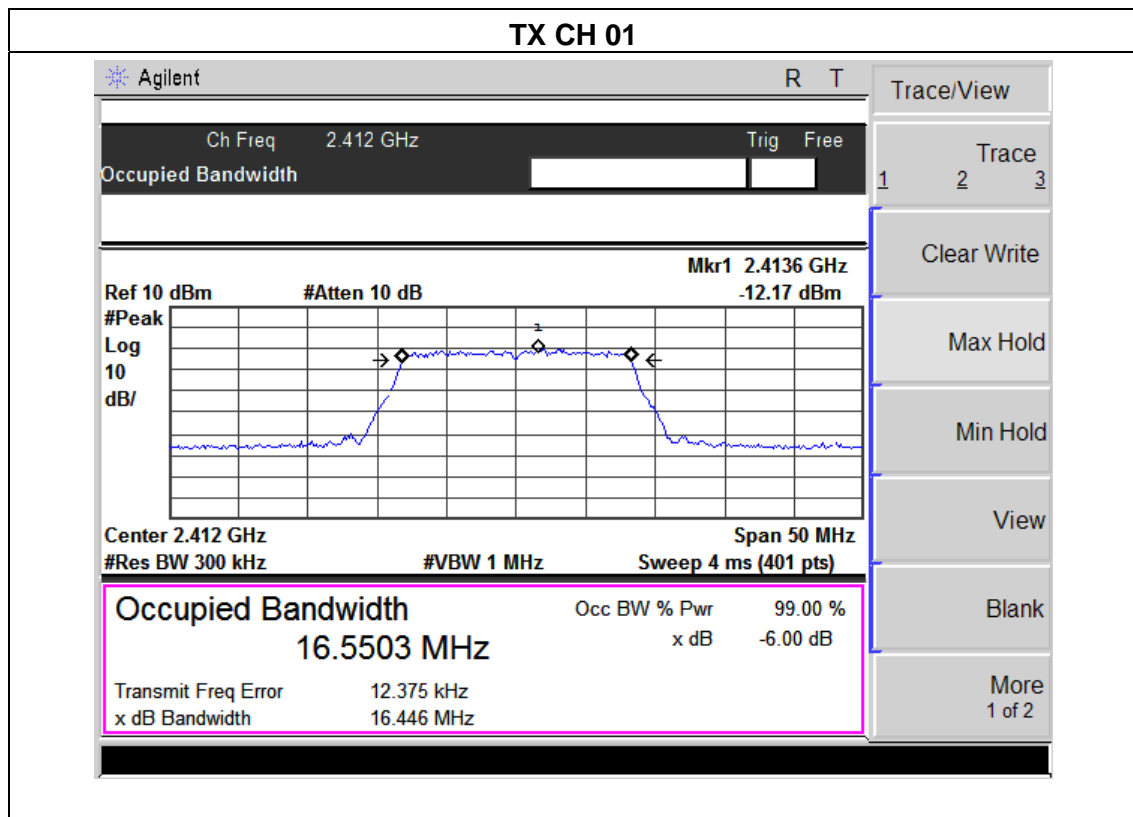 TX CH 01
Agilent R T
Trace/View
Ch Freq 2.412 GHz Trig Free
Occupied Bandwidth
Trace
1 2 3
Clear Write
Mkr1 2.4136 GHz
Ref 10 dBm #Atten 10 dB -12.17 dBm
#Peak
Log
10
dB/
1
Max Hold
Min Hold
View
Center 2.412 GHz Span 50 MHz
#Res BW 300 kHz #VBW 1 MHz Sweep 4 ms (401 pts)
Occupied Bandwidth Occ BW % Pwr 99.00 %
16.5503 MHz x dB -6.00 dB
Blank
Transmit Freq Error 12.375 kHz
x dB Bandwidth 16.446 MHz
More
1 of 2